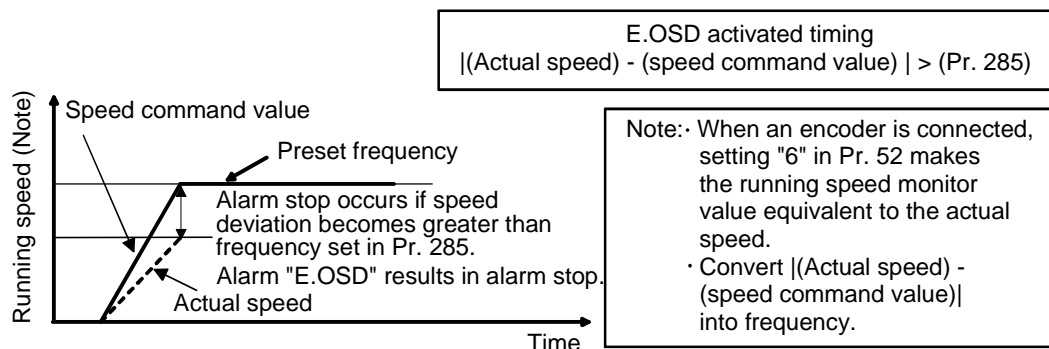 E.OSD activated timing
|(Actual speed) - (speed command value) | > (Pr. 285)
Running speed (Note)
Speed command value
Preset frequency
Alarm stop occurs if speed
deviation becomes greater than
frequency set in Pr. 285.
Alarm "E.OSD" results in alarm stop.
Actual speed
Time
Note:· When an encoder is connected,
setting "6" in Pr. 52 makes
the running speed monitor
value equivalent to the actual
speed.
· Convert |(Actual speed) -
(speed command value)|
into frequency.